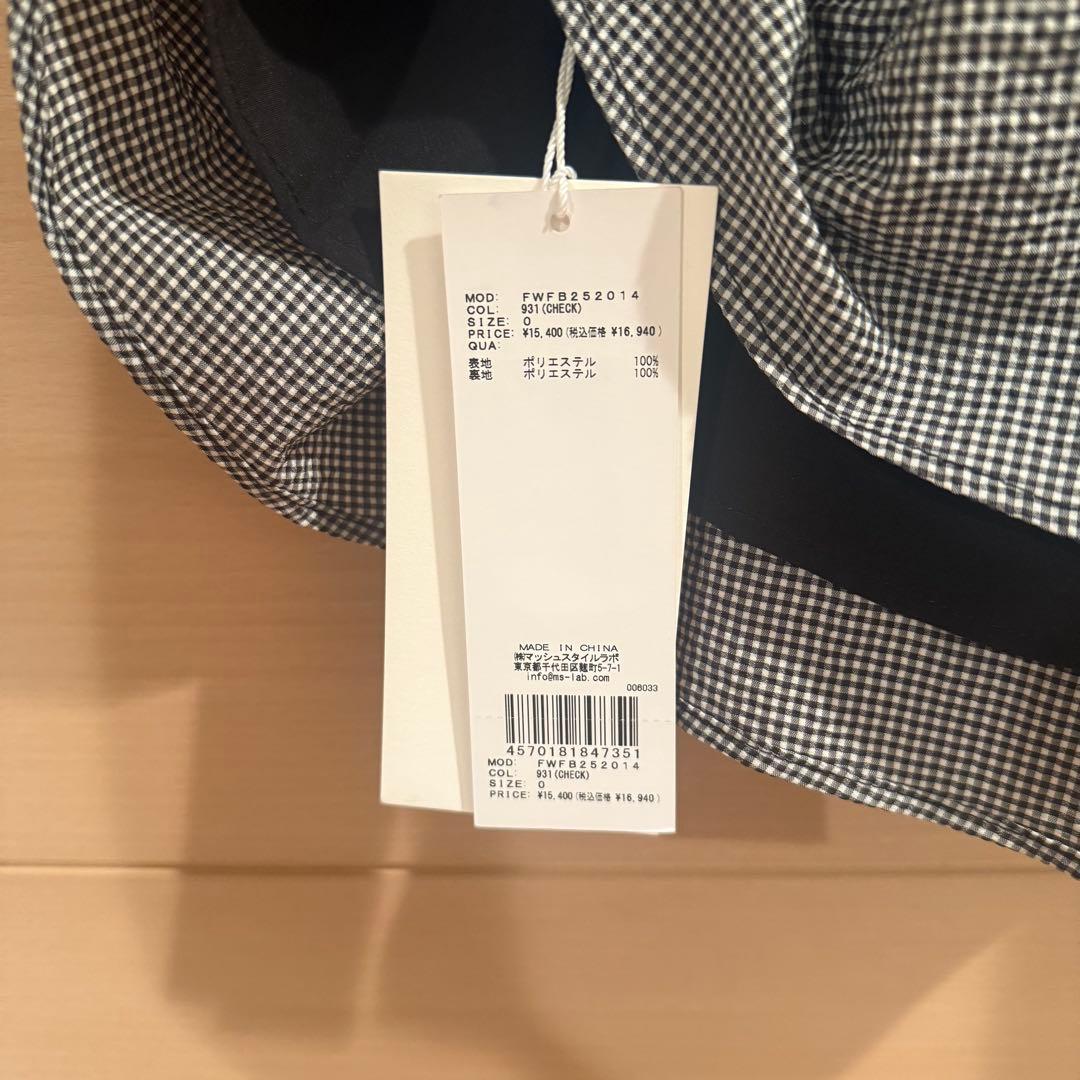 MOD: FWFB252014
COL: 931(CHECK)
SIZE: 0
PRICE: ¥15,400(税込価格 ¥16,940)
QUA:
表地 ポリエステル 100%
裏地 ポリエステル 100%
MADE IN CHINA
㈱マッシュスタイルラボ
東京都千代田区麹町5-7-1
info@ms-lab.com
006033
4570181847351
MOD: FWFB252014
COL: 931(CHECK)
SIZE: 0
PRICE: ¥15,400(税込価格 ¥16,940)